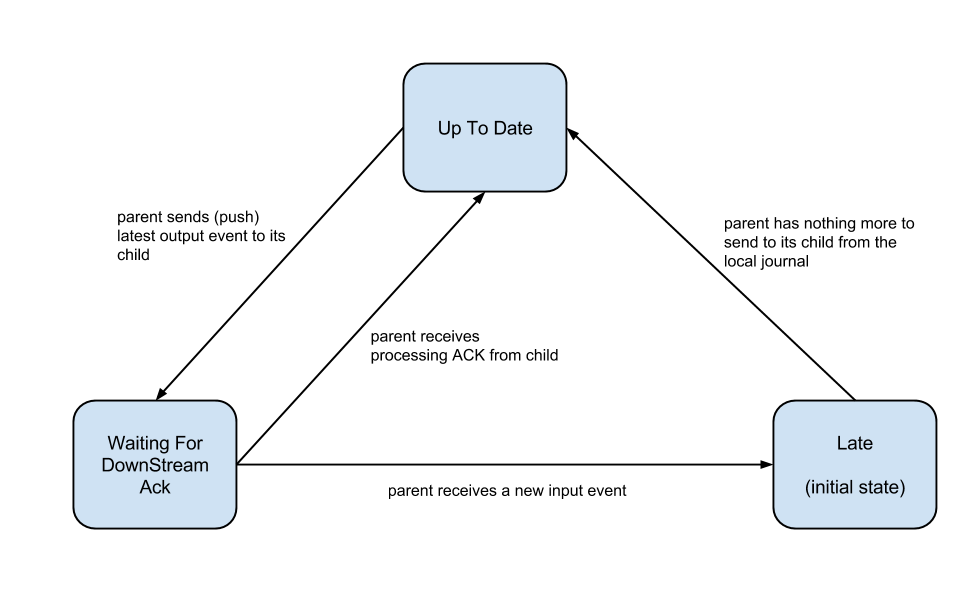 Up To Date
parent sends (push)
latest output event to its
child
parent has nothing more to
send to its child from the
local journal
parent receives
processing ACK from child
Waiting For
DownStream
Ack
Late
(initial state)
parent receives a new input event